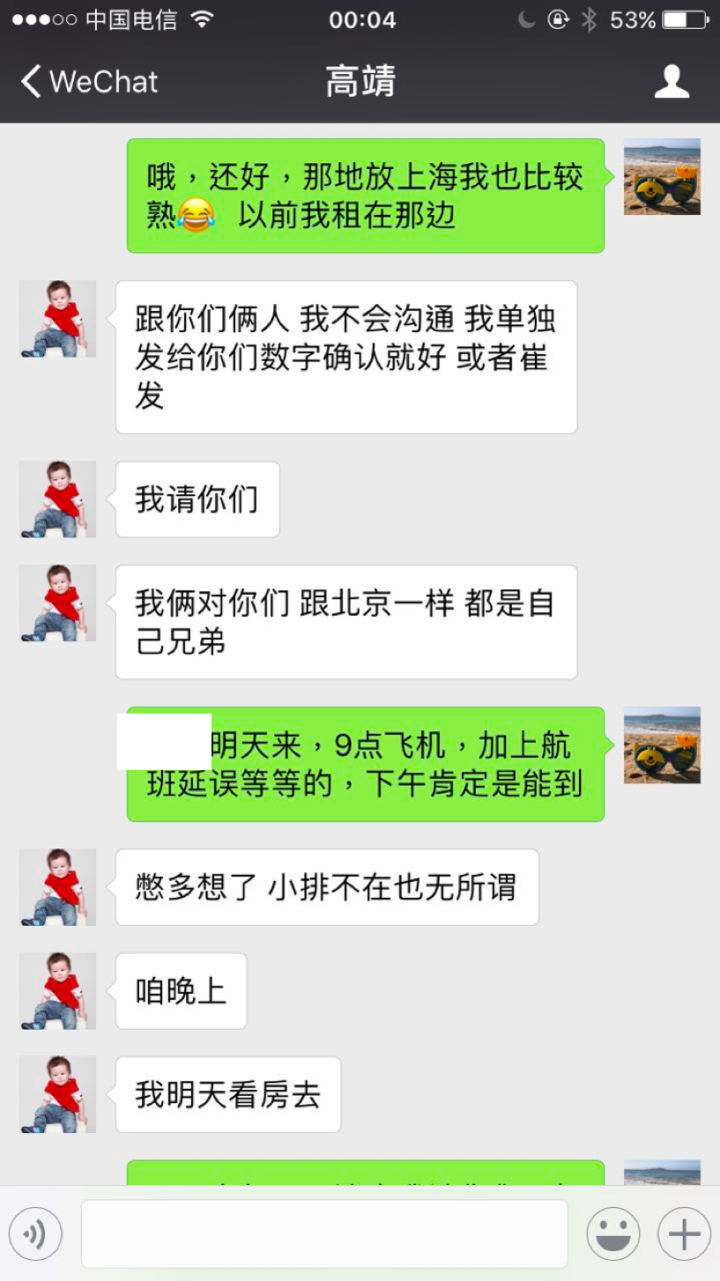 中国电信
00:04
53%
WeChat
高靖
哦，还好，那地放上海我也比较
熟😂 以前我租在那边
跟你们俩人 我不会沟通 我单独
发给你们数字确认就好 或者崔
发
我请你们
我俩对你们 跟北京一样 都是自
己兄弟
明天来，9点飞机，加上航
班延误等等的，下午肯定是能到
憋多想了 小排不在也无所谓
咱晚上
我明天看房去